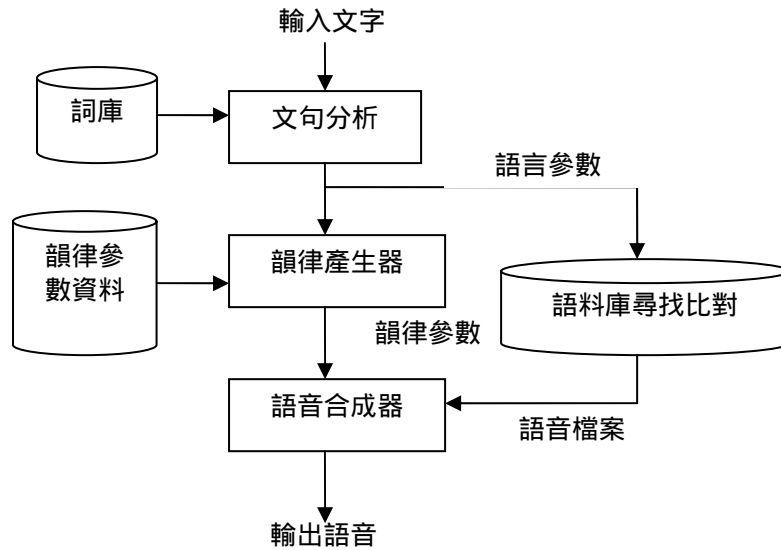 輸入文字
詞庫
文句分析
語言參數
韻律參
數資料
韻律產生器
語料庫尋找比對
韻律參數
語音合成器
語音檔案
輸出語音